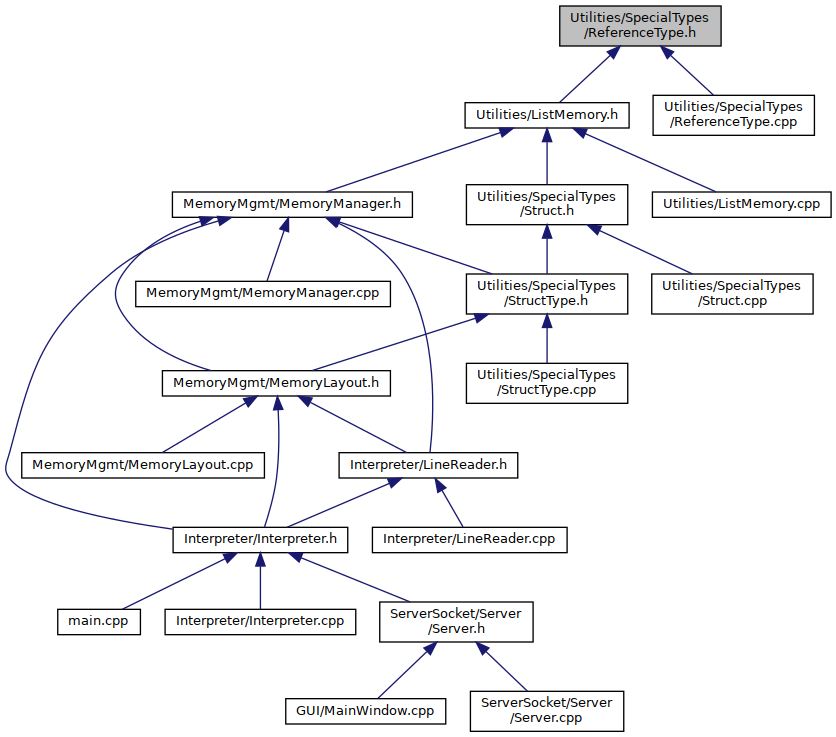 Utilities/SpecialTypes
/ReferenceType.h
Utilities/ListMemory.h
Utilities/SpecialTypes
/ReferenceType.cpp
MemoryMgmt/MemoryManager.h
Utilities/SpecialTypes
/Struct.h
Utilities/ListMemory.cpp
MemoryMgmt/MemoryManager.cpp
Utilities/SpecialTypes
/StructType.h
Utilities/SpecialTypes
/Struct.cpp
MemoryMgmt/MemoryLayout.h
Utilities/SpecialTypes
/StructType.cpp
MemoryMgmt/MemoryLayout.cpp
Interpreter/LineReader.h
Interpreter/Interpreter.h
Interpreter/LineReader.cpp
main.cpp
Interpreter/Interpreter.cpp
ServerSocket/Server
/Server.h
GUI/MainWindow.cpp
ServerSocket/Server
/Server.cpp